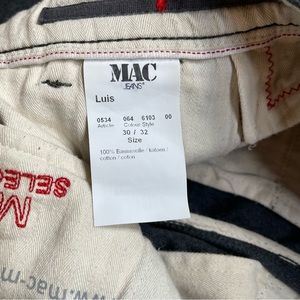 MAC
JEANS
Luis
0534 064 6103 00
Article Colour Style
30 / 32
Size
100% Baumwolle / katoen /
cotton / coton
M
SELEC
www.mac-m